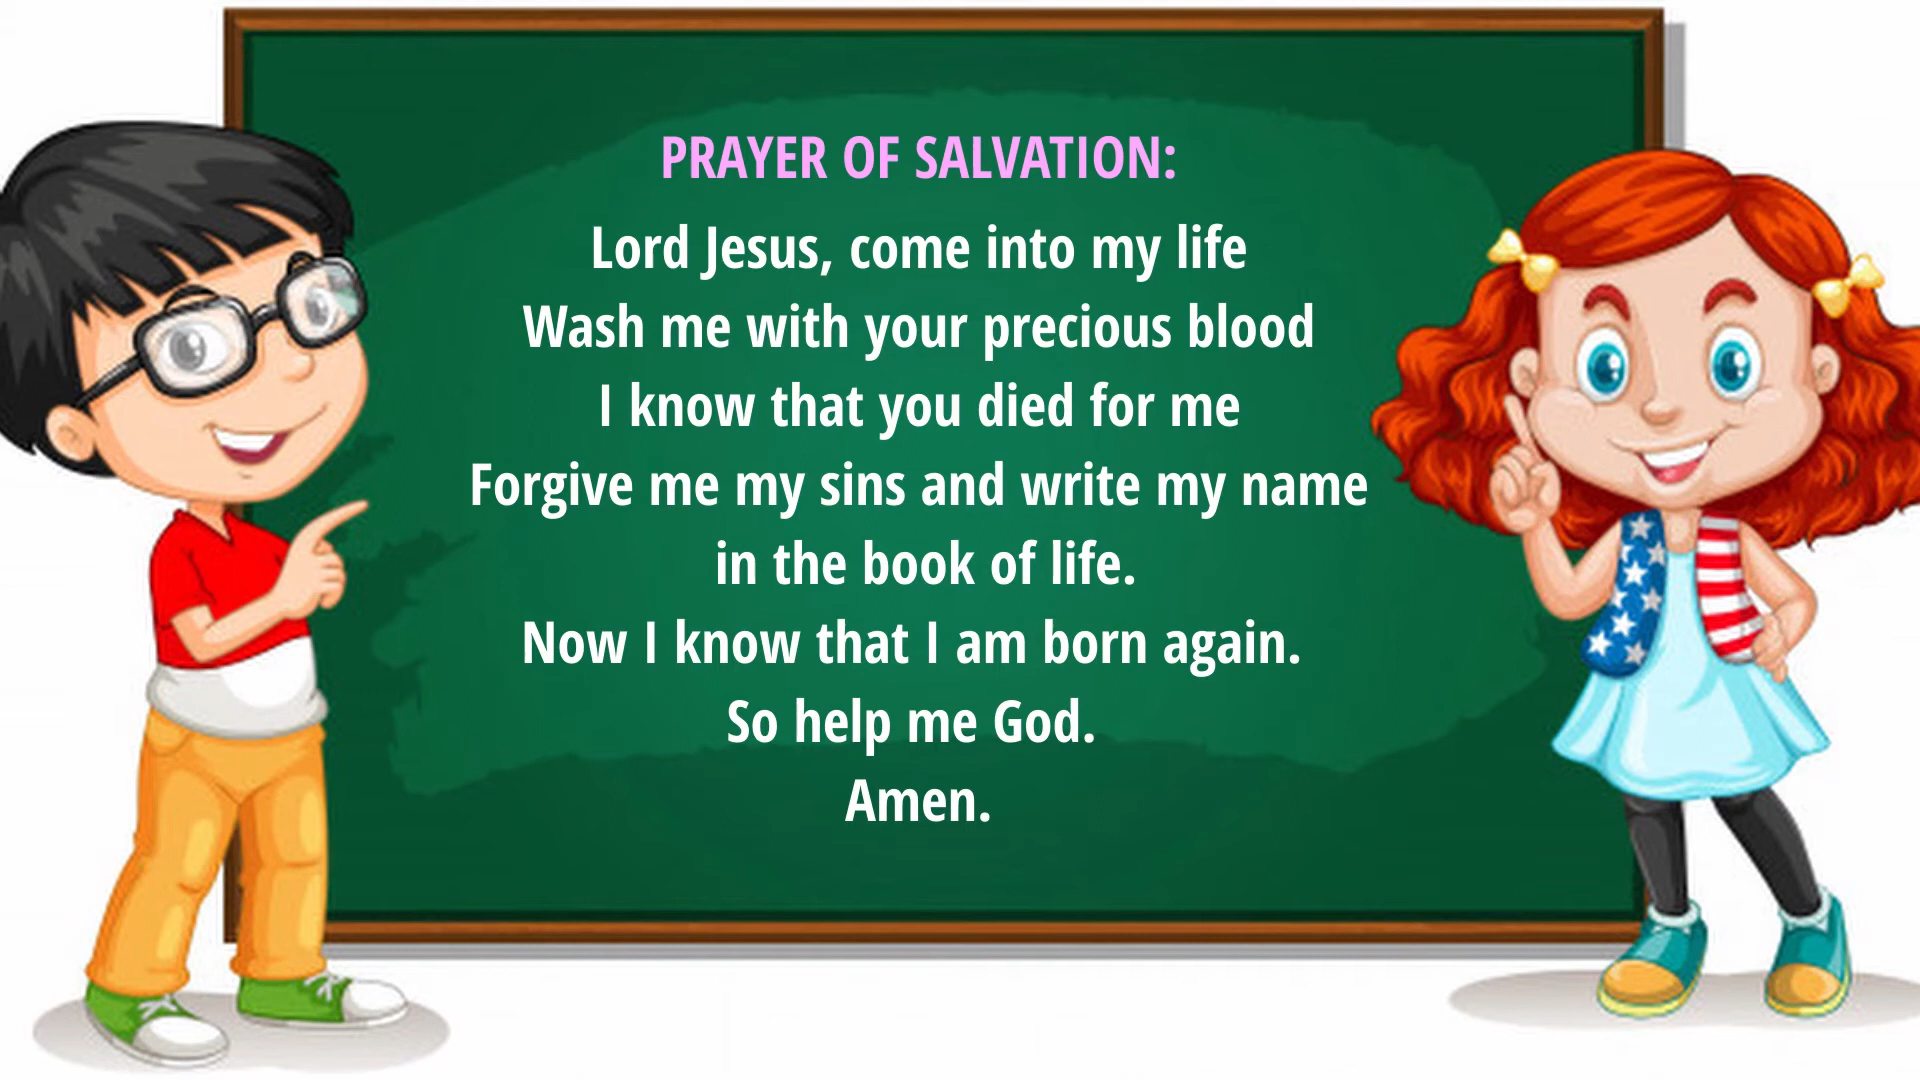 PRAYER OF SALVATION:
Lord Jesus, come into my life
Wash me with your precious blood
I know that you died for me
Forgive me my sins and write my name
in the book of life.
Now I know that I am born again.
So help me God.
Amen.